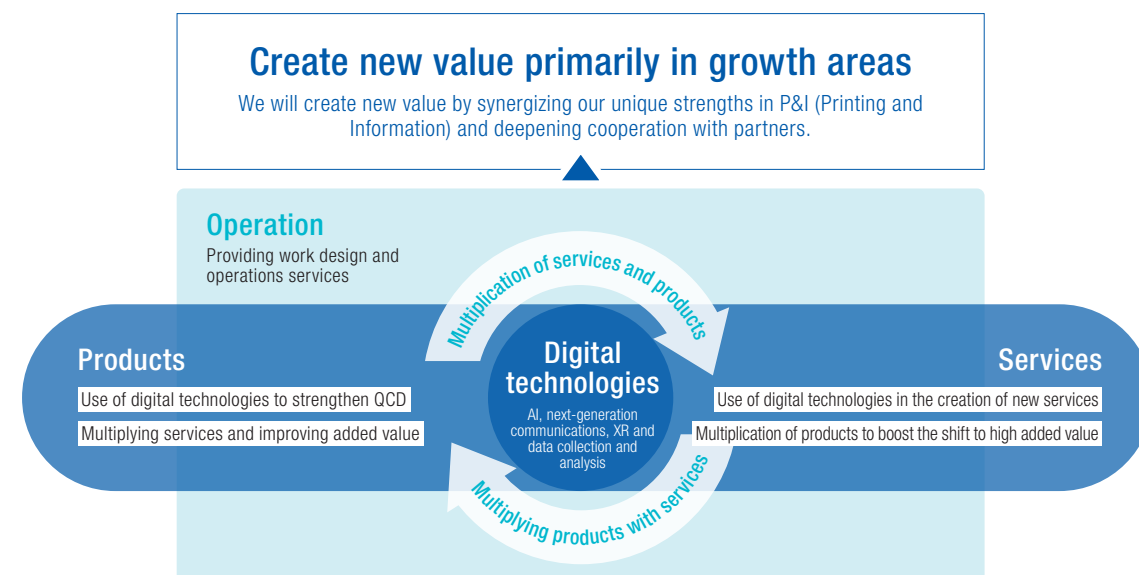 Create new value primarily in growth areas
We will create new value by synergizing our unique strengths in P&I (Printing and
Information) and deepening cooperation with partners.
Operation
Providing work design and
operations services
Multiplication of services and products
Products
Use of digital technologies to strengthen QCD
Multiplying services and improving added value
Digital
technologies
AI, next-generation
communications, XR and
data collection and
analysis
Services
Use of digital technologies in the creation of new services
Multiplication of products to boost the shift to high added value
Multiplying products with services